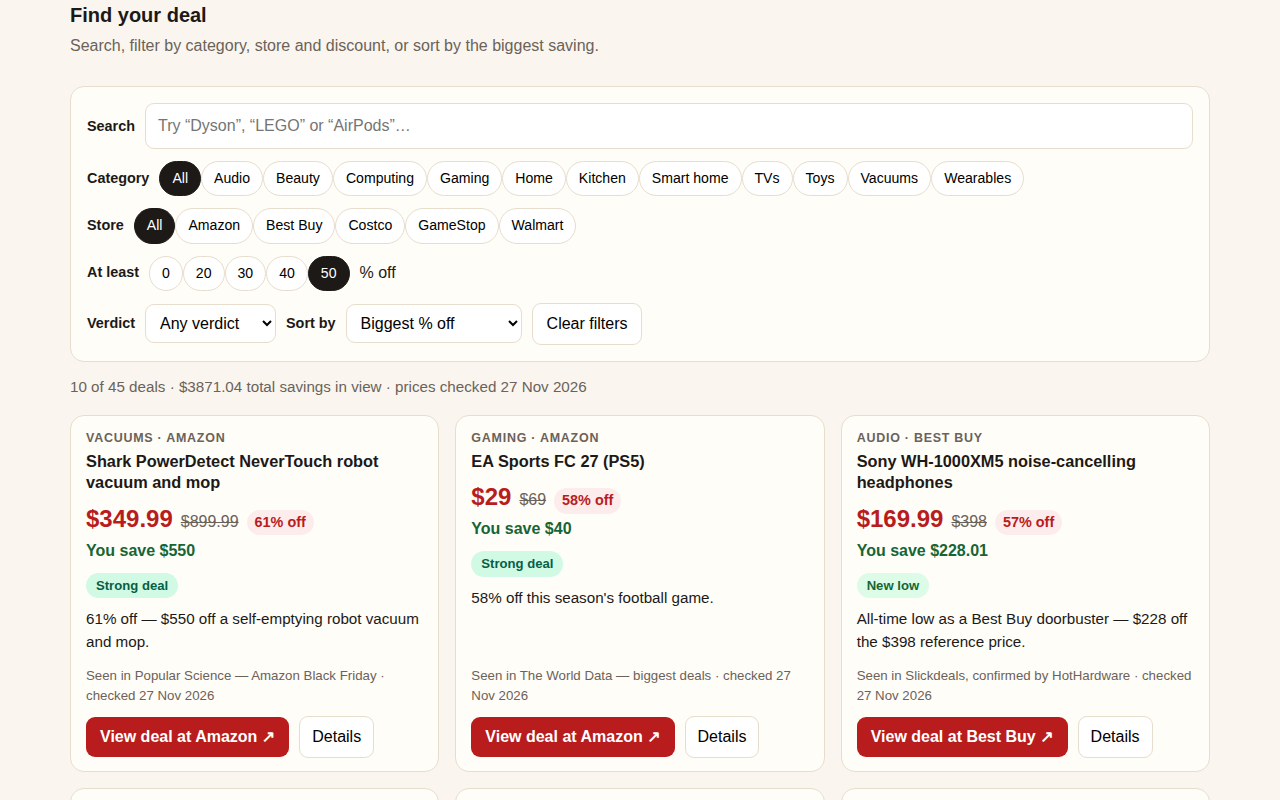 Find your deal
Search, filter by category, store and discount, or sort by the biggest saving.
Search Try “Dyson”, “LEGO” or “AirPods”…
Category All Audio Beauty Computing Gaming Home Kitchen Smart home TVs Toys Vacuums Wearables
Store All Amazon Best Buy Costco GameStop Walmart
At least 0 20 30 40 50 % off
Verdict Any verdict Sort by Biggest % off Clear filters
10 of 45 deals · $3871.04 total savings in view · prices checked 27 Nov 2026
VACUUMS · AMAZON
Shark PowerDetect NeverTouch robot
vacuum and mop
$349.99 $899.99 61% off
You save $550
Strong deal
61% off — $550 off a self-emptying robot vacuum
and mop.
Seen in Popular Science — Amazon Black Friday ·
checked 27 Nov 2026
View deal at Amazon ↗ Details
GAMING · AMAZON
EA Sports FC 27 (PS5)
$29 $69 58% off
You save $40
Strong deal
58% off this season's football game.
Seen in The World Data — biggest deals · checked 27
Nov 2026
View deal at Amazon ↗ Details
AUDIO · BEST BUY
Sony WH-1000XM5 noise-cancelling
headphones
$169.99 $398 57% off
You save $228.01
New low
All-time low as a Best Buy doorbuster — $228 off
the $398 reference price.
Seen in Slickdeals, confirmed by HotHardware · checked
27 Nov 2026
View deal at Best Buy ↗ Details